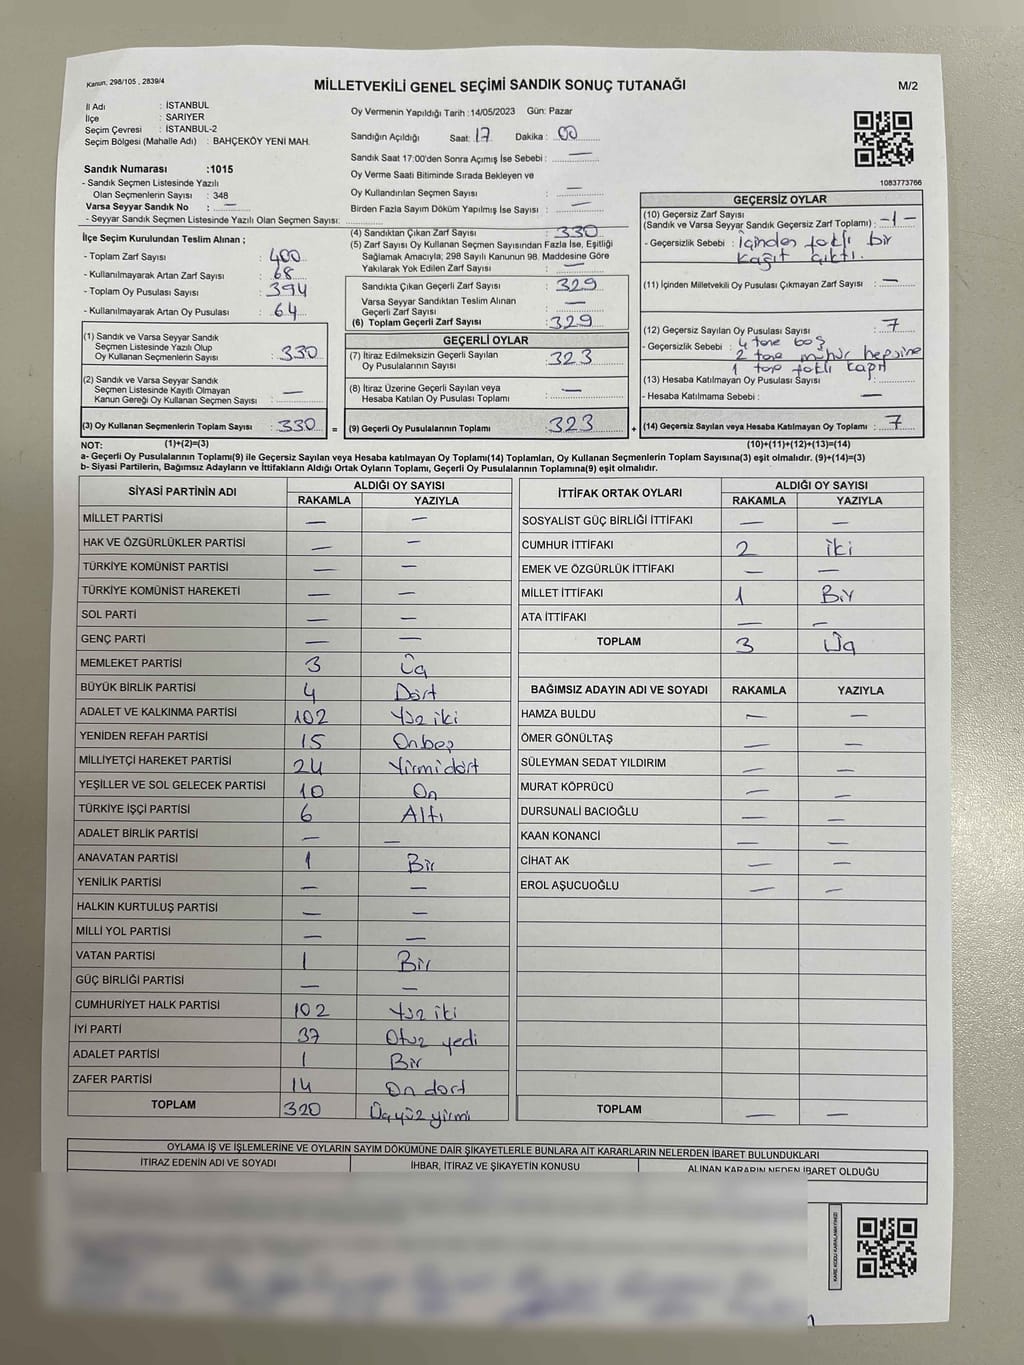 Kanun, 298/105 , 2839/4
MİLLETVEKİLİ GENEL SEÇİMİ SANDIK SONUÇ TUTANAĞI
M/2
İl Adı : İSTANBUL
İlçe : SARIYER
Seçim Çevresi : İSTANBUL-2
Seçim Bölgesi (Mahalle Adı) : BAHÇEKÖY YENİ MAH.
Sandık Numarası :1015
- Sandık Seçmen Listesinde Yazılı
Olan Seçmenlerin Sayısı : 348
Varsa Seyyar Sandık No : —
- Seyyar Sandık Seçmen Listesinde Yazılı Olan Seçmen Sayısı:
Oy Vermenin Yapıldığı Tarih :14/05/2023 Gün: Pazar
Sandığın Açıldığı Saat: 17 Dakika : 00
Sandık Saat 17:00'den Sonra Açımış İse Sebebi : —
Oy Verme Saati Bitiminde Sırada Bekleyen ve
Oy Kullandırılan Seçmen Sayısı : —
Birden Fazla Sayım Döküm Yapılmış İse Sayısı : —
1083773766
İlçe Seçim Kurulundan Teslim Alınan ;
- Toplam Zarf Sayısı : 400
- Kullanılmayarak Artan Zarf Sayısı : 68
- Toplam Oy Pusulası Sayısı : 394
- Kullanılmayarak Artan Oy Pusulası : 64
(1) Sandık ve Varsa Seyyar Sandık
Seçmen Listesinde Yazılı Olup
Oy Kullanan Seçmenlerin Sayısı : 330
(2) Sandık ve Varsa Seyyar Sandık
Seçmen Listesinde Kayıtlı Olmayan
Kanun Gereği Oy Kullanan Seçmen Sayısı : —
(3) Oy Kullanan Seçmenlerin Toplam Sayısı : 330 =
(4) Sandıktan Çıkan Zarf Sayısı : 330
(5) Zarf Sayısı Oy Kullanan Seçmen Sayısından Fazla İse, Eşitliği
Sağlamak Amacıyla; 298 Sayılı Kanunun 98. Maddesine Göre
Yakılarak Yok Edilen Zarf Sayısı : —
Sandıkta Çıkan Geçerli Zarf Sayısı : 329
Varsa Seyyar Sandıktan Teslim Alınan
Geçerli Zarf Sayısı : —
(6) Toplam Geçerli Zarf Sayısı : 329
GEÇERLİ OYLAR
(7) İtiraz Edilmeksizin Geçerli Sayılan
Oy Pusulasının Sayısı : 323
(8) İtiraz Üzerine Geçerli Sayılan veya
Hesaba Katılan Oy Pusulası Toplamı : —
(9) Geçerli Oy Pusulalarının Toplamı : 323 +
GEÇERSİZ OYLAR
(10) Geçersiz Zarf Sayısı
(Sandık ve Varsa Seyyar Sandık Geçersiz Zarf Toplamı) : -1-
- Geçersizlik Sebebi : İçinden farklı bir
kağıt çıktı.
(11) İçinden Milletvekili Oy Pusulası Çıkmayan Zarf Sayısı : —
(12) Geçersiz Sayılan Oy Pusulası Sayısı : 7
- Geçersizlik Sebebi : 4 tane boş
2 tane mühür hepsine
1 farklı
(13) Hesaba Katılmayan Oy Pusulası Sayısı :
- Hesaba Katılmama Sebebi : —
(14) Geçersiz Sayılan veya Hesaba Katılmayan Oy Toplamı : 7
NOT: (1)+(2)=(3) (10)+(11)+(12)+(13)=(14)
a- Geçerli Oy Pusulalarının Toplamı(9) ile Geçersiz Sayılan veya Hesaba katılmayan Oy Toplamı(14) Toplamları, Oy Kullanan Seçmenlerin Toplam Sayısına(3) eşit olmalıdır. (9)+(14)=(3)
b- Siyasi Partilerin, Bağımsız Adayların ve İttifakların Aldığı Ortak Oyların Toplamı, Geçerli Oy Pusulalarının Toplamına(9) eşit olmalıdır.
SİYASİ PARTİNİN ADI
ALDIĞI OY SAYISI
RAKAMLA YAZIYLA
MİLLET PARTİSİ — —
HAK VE ÖZGÜRLÜKLER PARTİSİ — —
TÜRKİYE KOMÜNİST PARTİSİ — —
TÜRKİYE KOMÜNİST HAREKETİ — —
SOL PARTİ — —
GENÇ PARTİ — —
MEMLEKET PARTİSİ 3 Üç
BÜYÜK BİRLİK PARTİSİ 4 Dört
ADALET VE KALKINMA PARTİSİ 102 Yüz iki
YENİDEN REFAH PARTİSİ 15 Onbeş
MİLLİYETÇİ HAREKET PARTİSİ 24 Yirmidört
YEŞİLLER VE SOL GELECEK PARTİSİ 10 On
TÜRKİYE İŞÇİ PARTİSİ 6 Altı
ADALET BİRLİK PARTİSİ — —
ANAVATAN PARTİSİ 1 Bir
YENİLİK PARTİSİ — —
HALKIN KURTULUŞ PARTİSİ — —
MİLLİ YOL PARTİSİ — —
VATAN PARTİSİ 1 Bir
GÜÇ BİRLİĞİ PARTİSİ — —
CUMHURİYET HALK PARTİSİ 102 Yüz iki
İYİ PARTİ 37 Otuz yedi
ADALET PARTİSİ 1 Bir
ZAFER PARTİSİ 14 On dört
TOPLAM 320 Üçyüz yirmi
İTTİFAK ORTAK OYLARI
ALDIĞI OY SAYISI
RAKAMLA YAZIYLA
SOSYALİST GÜÇ BİRLİĞİ İTTİFAKI — —
CUMHUR İTTİFAKI 2 iki
EMEK VE ÖZGÜRLÜK İTTİFAKI — —
MİLLET İTTİFAKI 1 Bir
ATA İTTİFAKI — —
TOPLAM 3 Üç
BAĞIMSIZ ADAYIN ADI VE SOYADI RAKAMLA YAZIYLA
HAMZA BULDU — —
ÖMER GÖNÜLTAŞ — —
SÜLEYMAN SEDAT YILDIRIM — —
MURAT KÖPRÜCÜ — —
DURSUNALİ BACIOĞLU — —
KAAN KONANCİ — —
CİHAT AK — —
EROL AŞUCUOĞLU — —
TOPLAM — —
OYLAMA İŞ VE İŞLEMLERİNE VE OYLARIN SAYIM DÖKÜMÜNE DAİR ŞİKAYETLERLE BUNLARA AİT KARARLARIN NELERDEN İBARET BULUNDUKLARI
İTİRAZ EDENİN ADI VE SOYADI İHBAR, İTİRAZ VE ŞİKAYETİN KONUSU ALINAN KARARIN NEDEN İBARET OLDUĞU
KARE KODU KARALAMAYINIZ!